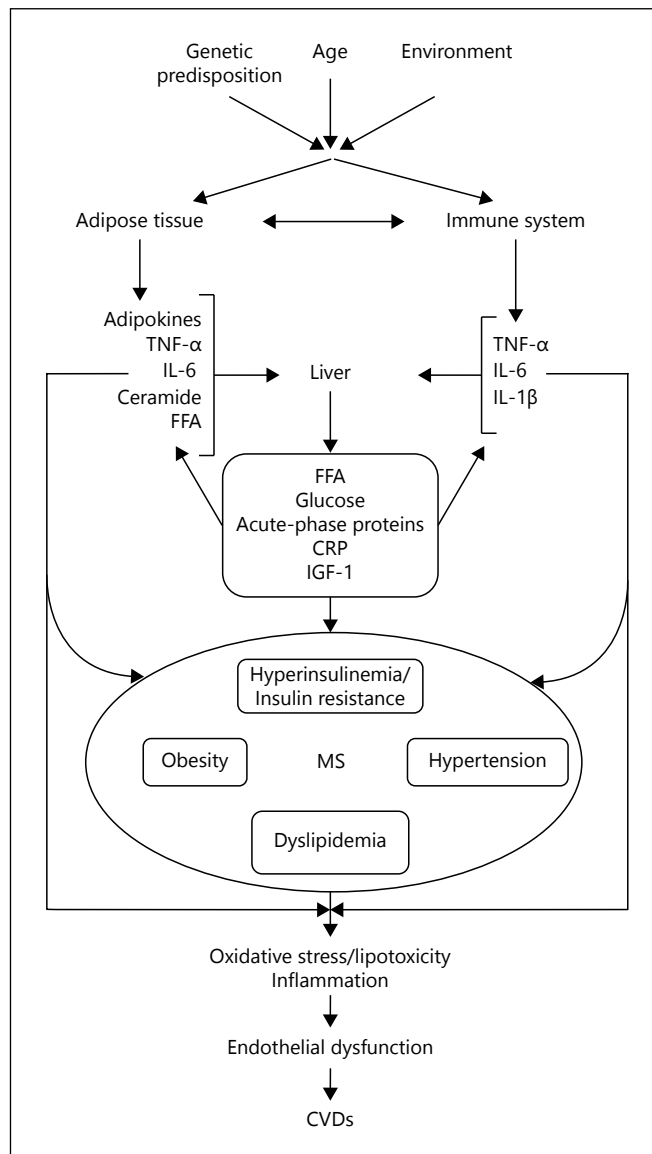 Genetic
predisposition
Age
Environment
Adipose tissue
Immune system
Adipokines
TNF-α
IL-6
Ceramide
FFA
Liver
TNF-α
IL-6
IL-1β
FFA
Glucose
Acute-phase proteins
CRP
IGF-1
Hyperinsulinemia/
Insulin resistance
Obesity
MS
Hypertension
Dyslipidemia
Oxidative stress/lipotoxicity
Inflammation
Endothelial dysfunction
CVDs